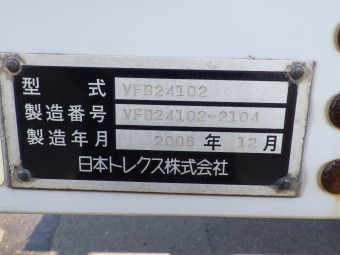 型 式 VFB24102
製造番号 VFB24102-2104
製造年月 2006 年 12 月
日本トレクス株式会社